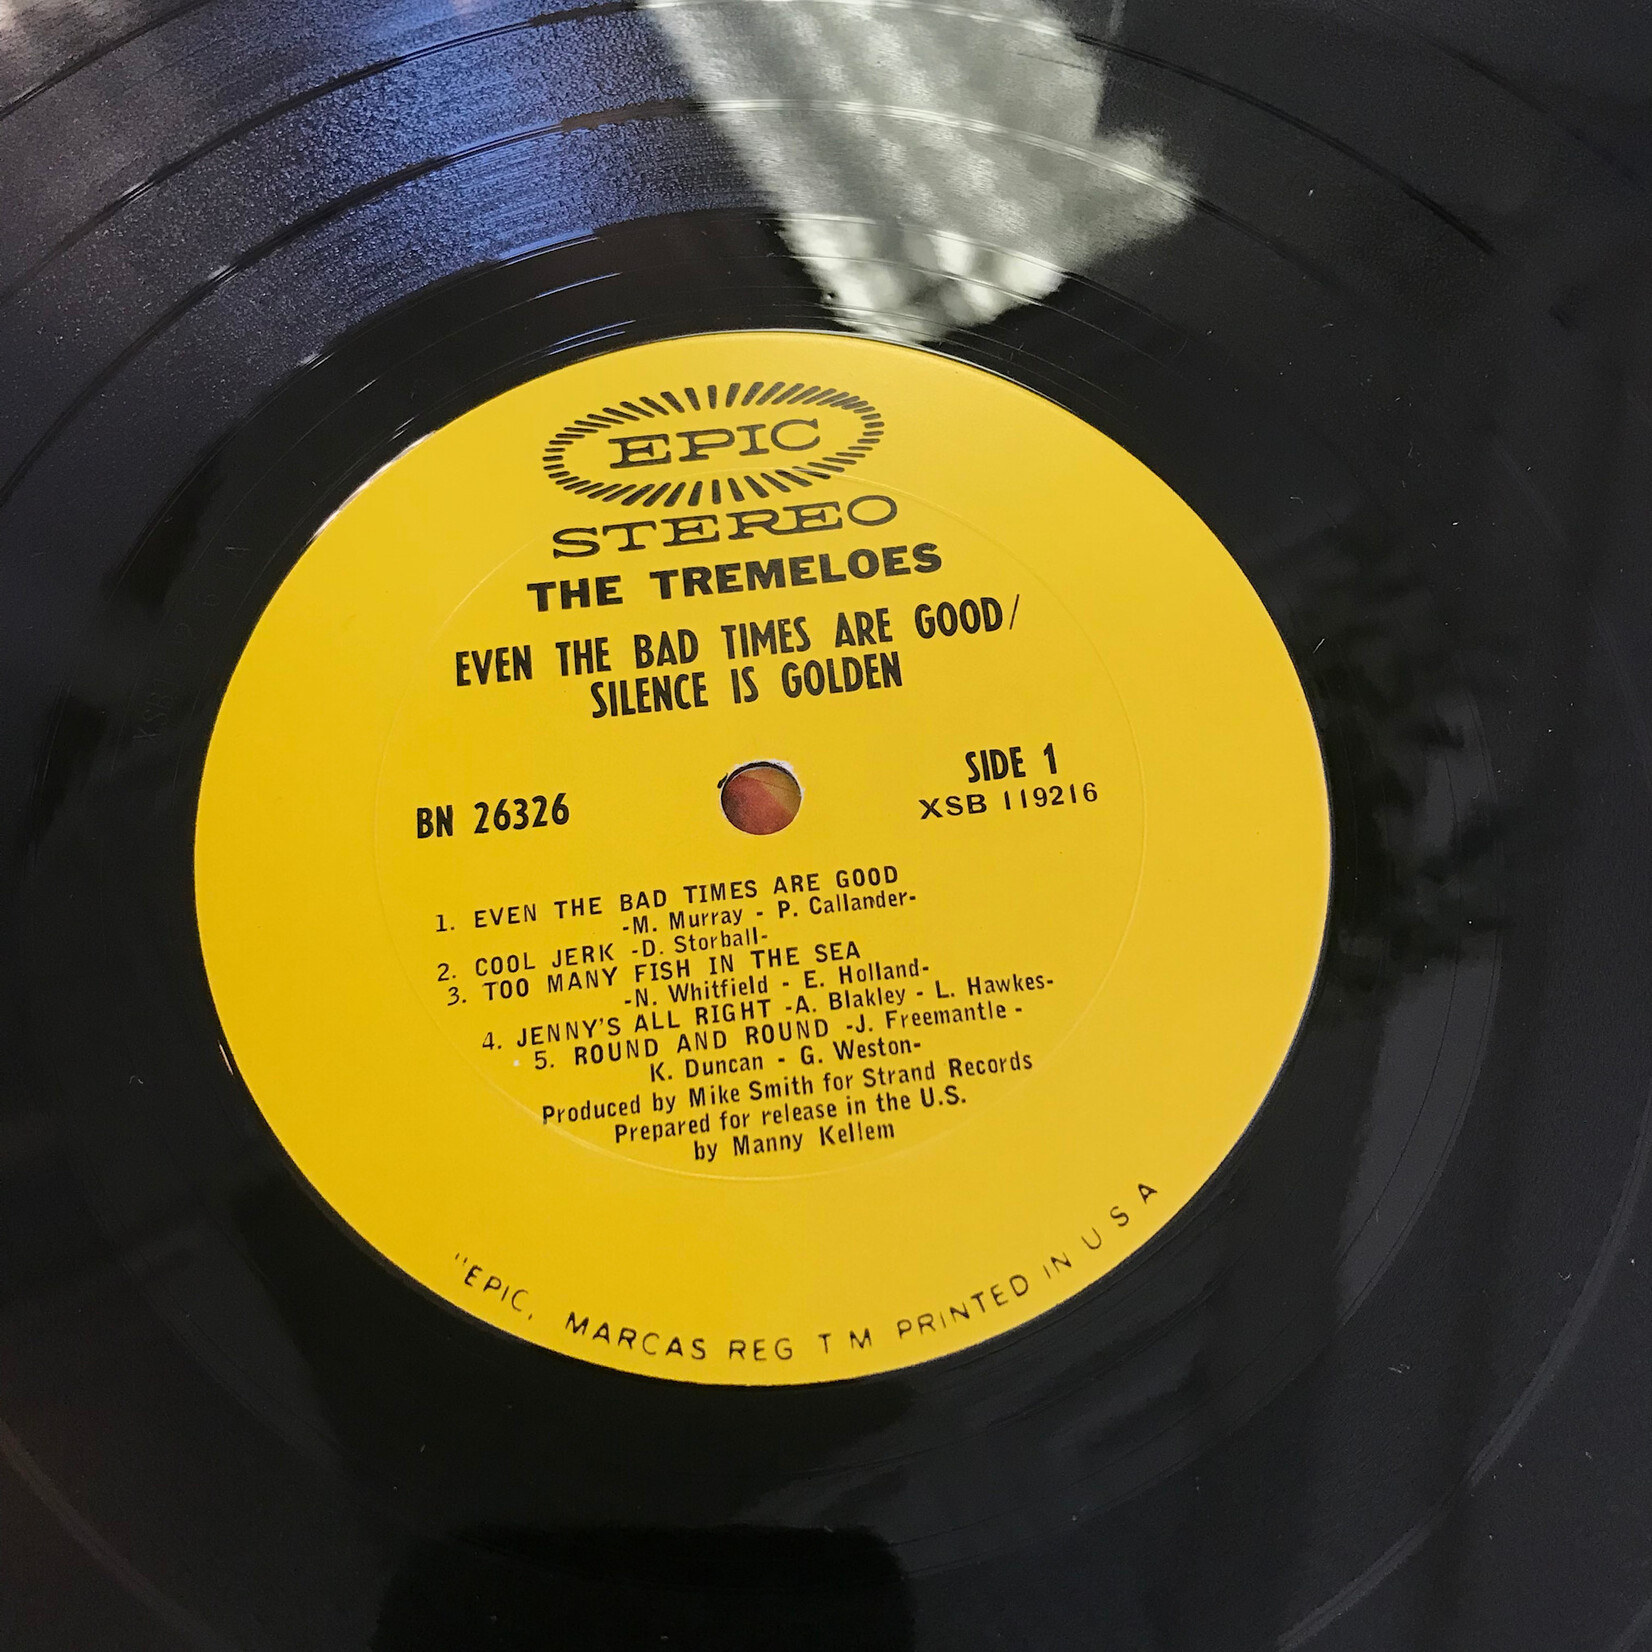 EPIC
STEREO
THE TREMELOES
EVEN THE BAD TIMES ARE GOOD/
SILENCE IS GOLDEN
SIDE 1
BN 26326
XSB 119216
1. EVEN THE BAD TIMES ARE GOOD
-M. Murray - P. Callander-
2. COOL JERK -D. Storball-
3. TOO MANY FISH IN THE SEA
-N. Whitfield - E. Holland-
4. JENNY'S ALL RIGHT -A. Blakley - L. Hawkes-
5. ROUND AND ROUND -J. Freemantle -
K. Duncan - G. Weston-
Produced by Mike Smith for Strand Records
Prepared for release in the U.S.
by Manny Kellem
"EPIC, MARCAS REG T M PRINTED IN U S A